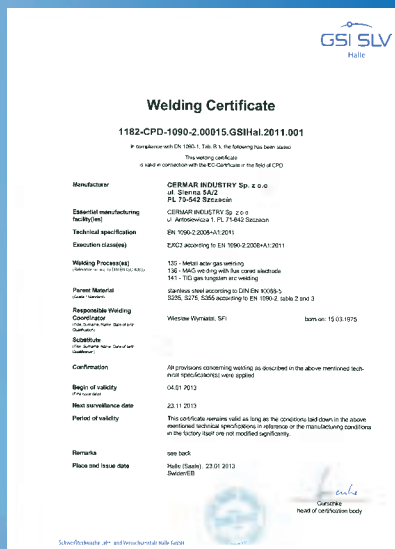 GSI SLV
Halle
Welding Certificate
1182-CPD-1090-2.00015.GSIHal.2011.001
In compliance with EN 1090-1, Tab. B.1, the following has been stated
This welding certificate
is valid in connection with the EC-Certificate in the field of CPD
Manufacturer
CERMAR INDUSTRY Sp. z o.o
ul. Sienna 5A/2
PL 70-542 Szczecin
Essential manufacturing
facility(ies)
CERMAR INDUSTRY Sp. z o.o
ul. Antosiewicza 1, PL 71-642 Szczecin
Technical specification
EN 1090-2:2008+A1:2011
Execution class(es)
EXC3 according to EN 1090-2:2008+A1:2011
Welding Process(es)
135 - Metal active gas welding
136 - MAG welding with flux cored electrode
141 - TIG gas tungsten arc welding
Parent Material
stainless steel according to DIN EN 10088-5
S235, S275, S355 according to EN 1090-2, table 2 and 3
Responsible Welding
Coordinator
Wieslaw Wymiatal, SFI
born on: 15.03.1975
Substitute
Confirmation
All provisions concerning welding as described in the above mentioned tech-
nical specification(s) were applied
Begin of validity
04.01.2013
Next surveillance date
23.11.2013
Period of validity
This certificate remains valid as long as the conditions laid down in the above
mentioned technical specifications in reference or the manufacturing conditions
in the factory itself are not modified significantly.
Remarks
see back
Place and issue date
Halle (Saale), 23.01.2013
Head of certification body
Schweißtechnische Lehr- und Versuchsanstalt Halle GmbH